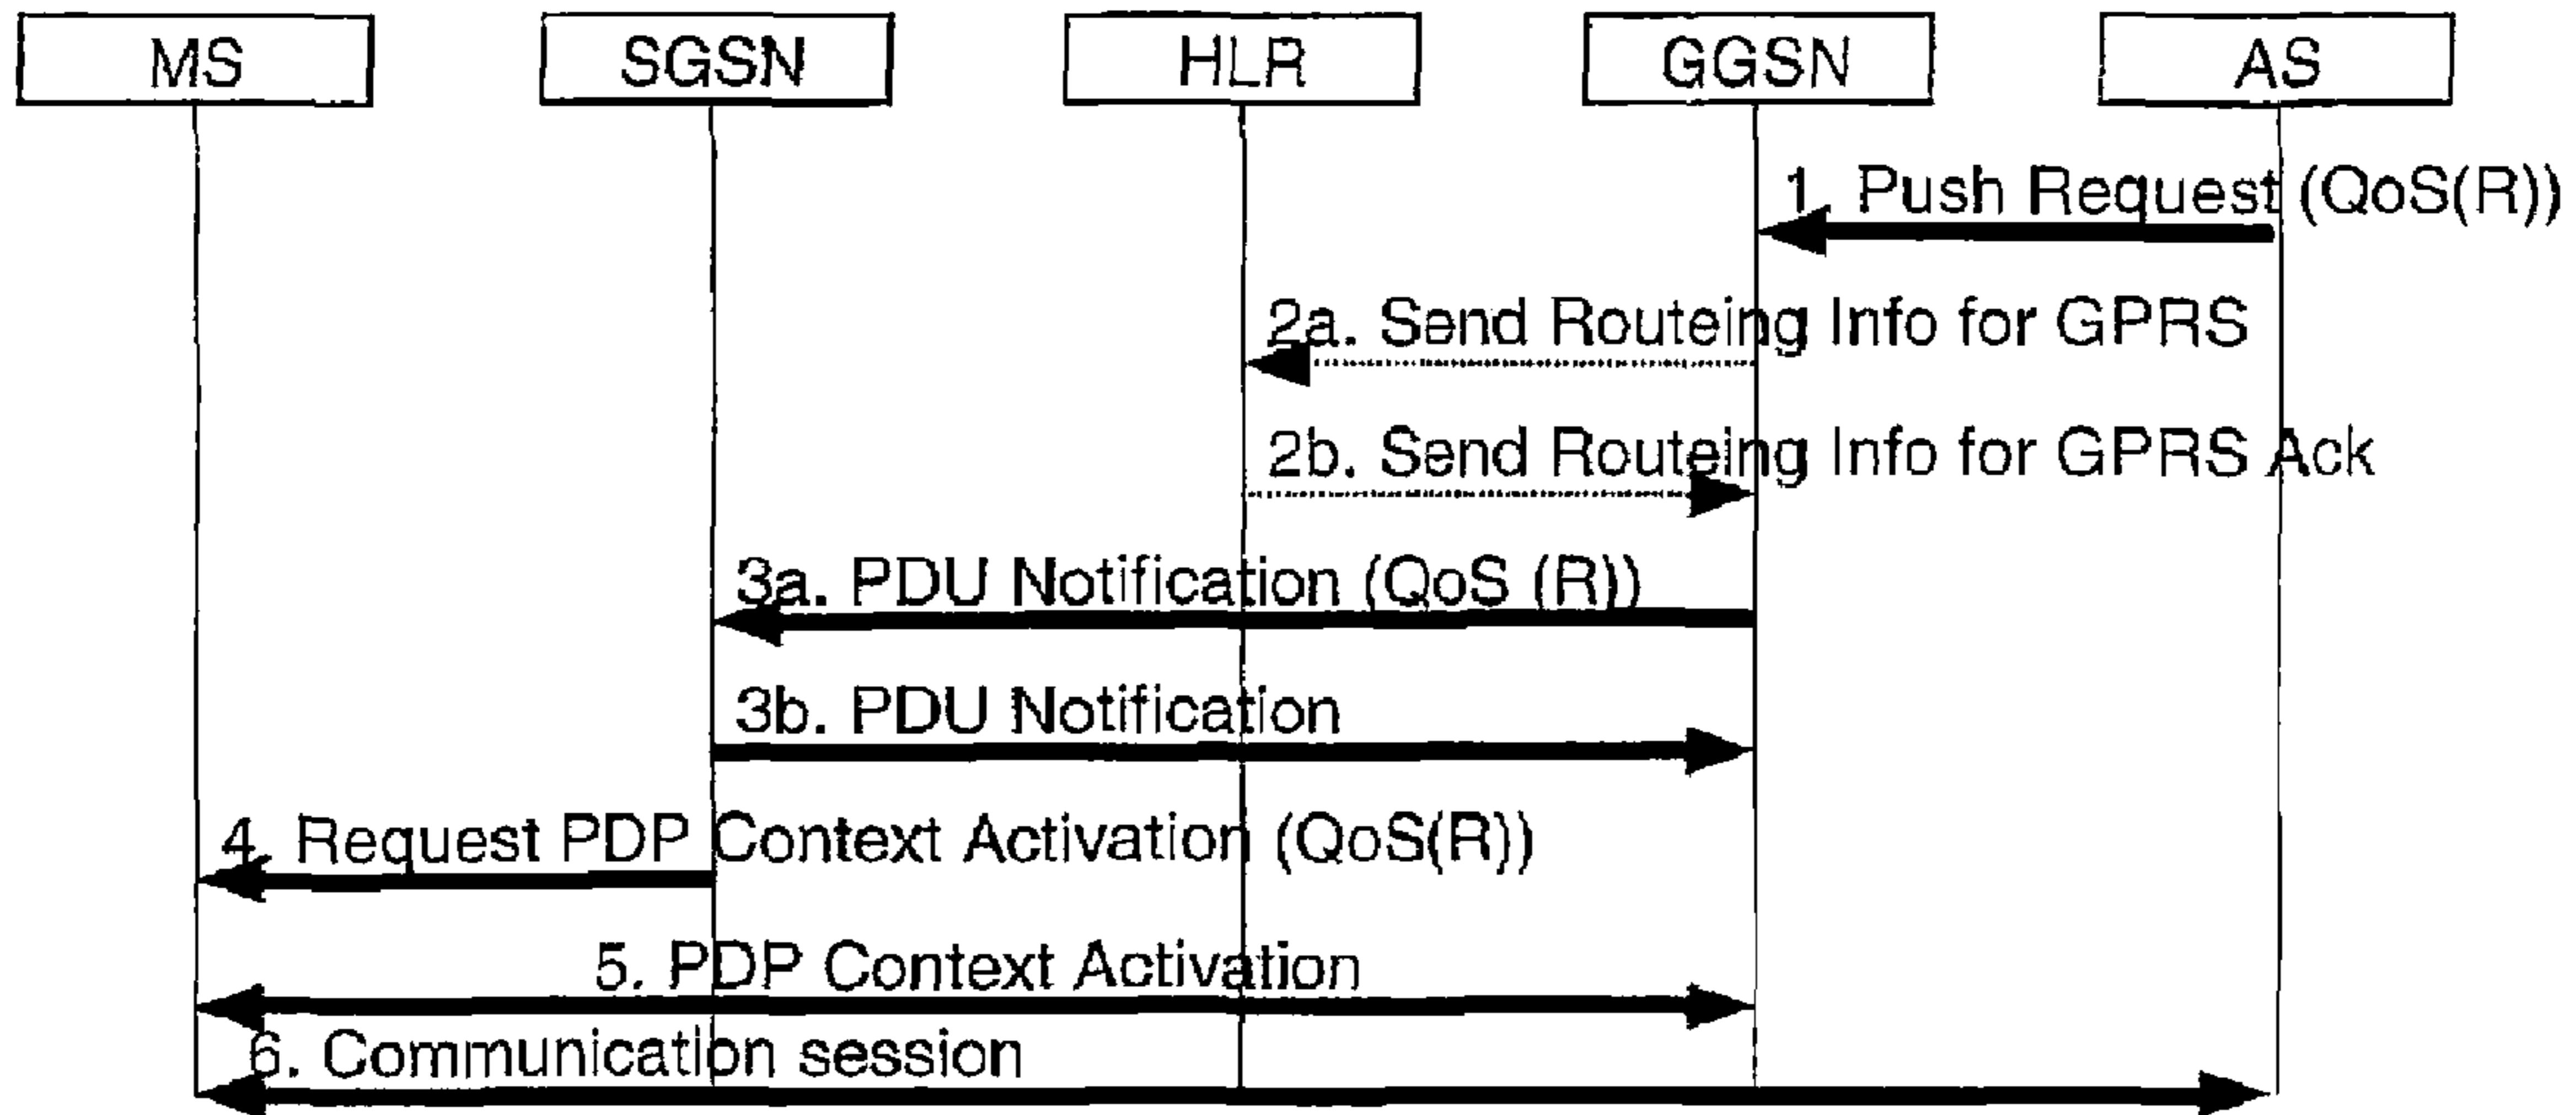 MS SGSN HLR GGSN AS
1. Push Request (QoS(R))
2a. Send Routeing Info for GPRS
2b. Send Routeing Info for GPRS Ack
3a. PDU Notification (QoS (R))
3b. PDU Notification
4. Request PDP Context Activation (QoS(R))
5. PDP Context Activation
6. Communication session